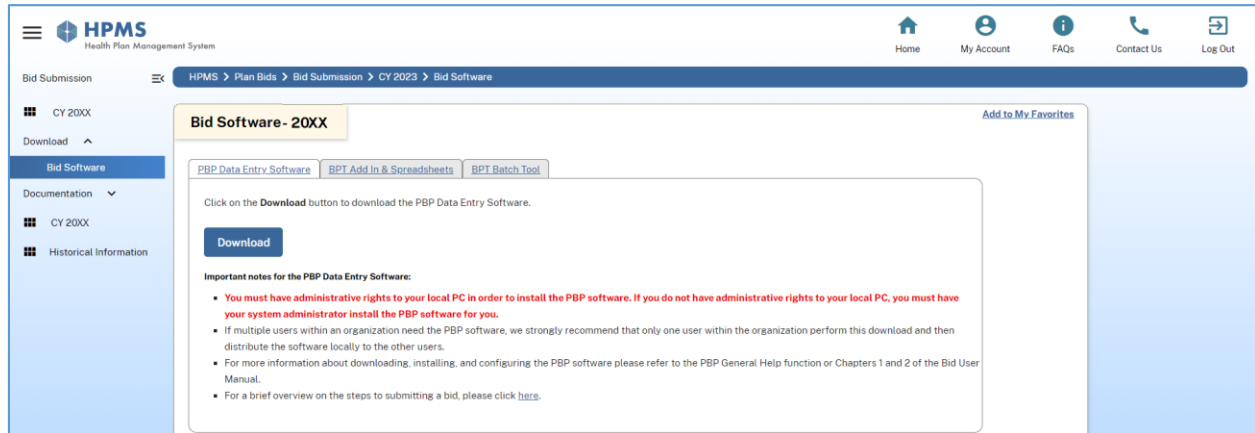 HPMS
Health Plan Management System
Home
My Account
FAQs
Contact Us
Log Out
Bid Submission
HPMS > Plan Bids > Bid Submission > CY 2023 > Bid Software
CY 20XX
Download
Bid Software
Documentation
CY 20XX
Historical Information
Bid Software- 20XX
Add to My Favorites
PBP Data Entry Software
BPT Add In & Spreadsheets
BPT Batch Tool
Click on the Download button to download the PBP Data Entry Software.
Download
Important notes for the PBP Data Entry Software:
You must have administrative rights to your local PC in order to install the PBP software. If you do not have administrative rights to your local PC, you must have
your system administrator install the PBP software for you.
If multiple users within an organization need the PBP software, we strongly recommend that only one user within the organization perform this download and then
distribute the software locally to the other users.
For more information about downloading, installing, and configuring the PBP software please refer to the PBP General Help function or Chapters 1 and 2 of the Bid User
Manual.
For a brief overview on the steps to submitting a bid, please click here.